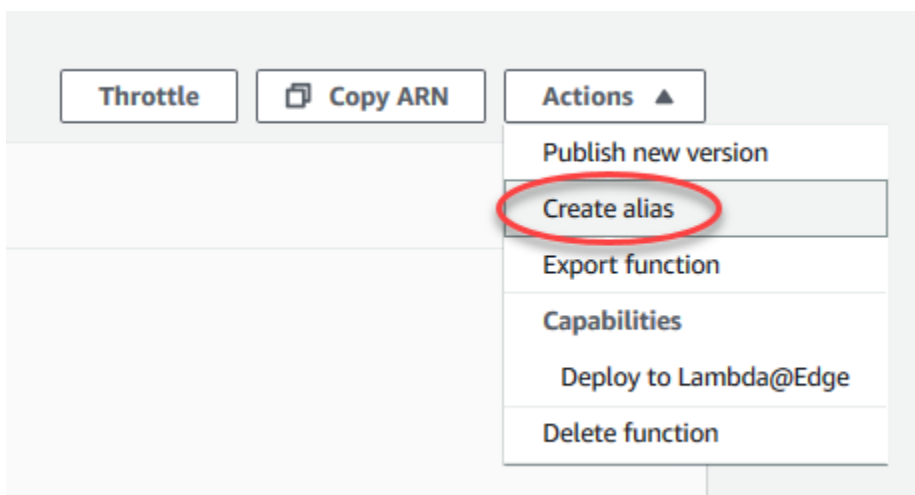 Throttle
Copy ARN
Actions
Publish new version
Create alias
Export function
Capabilities
Deploy to Lambda@Edge
Delete function